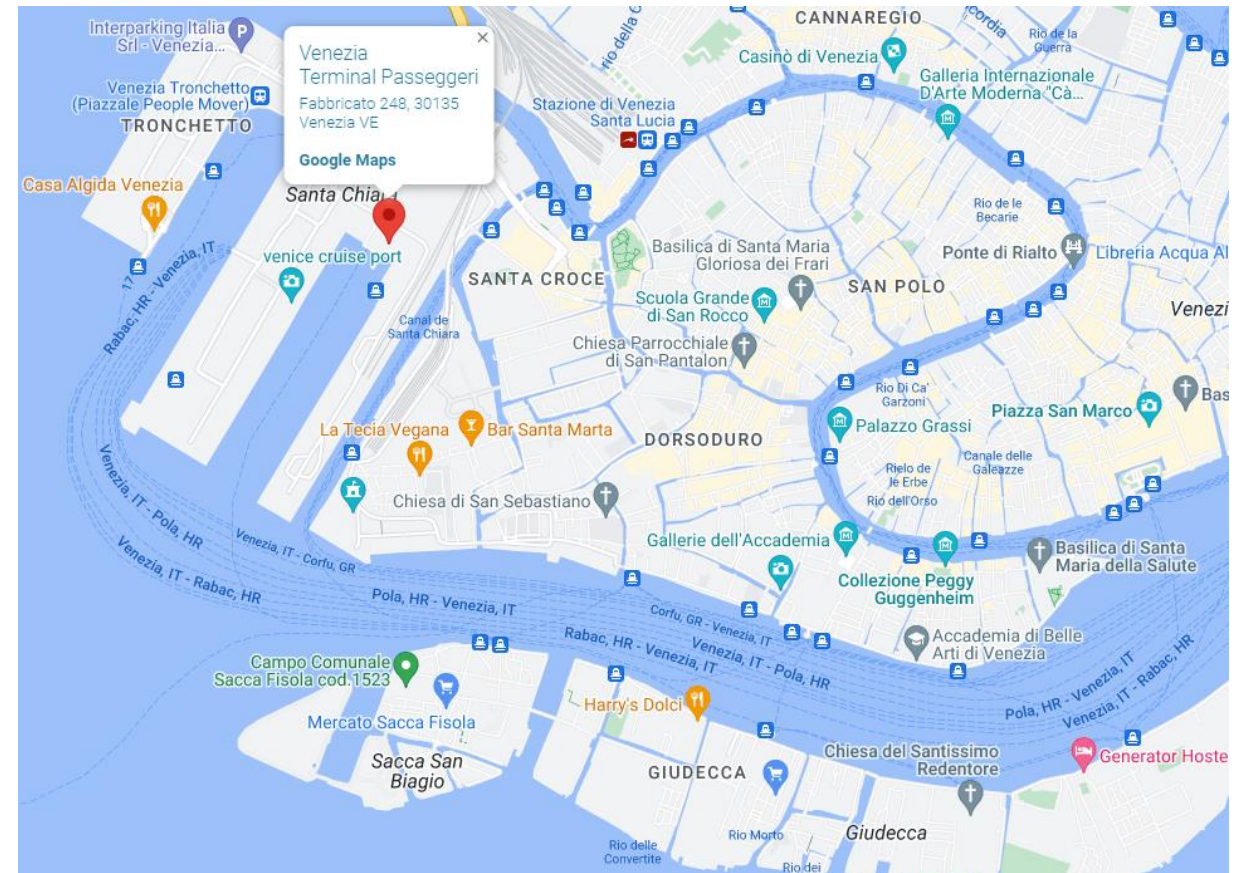 Interparking Italia
Srl - Venezia...
P
Venezia Tronchetto
(Piazzale People Mover)
TRONCHETTO
Casa Algida Venezia
Venezia
Terminal Passeggeri
Fabbricato 248, 30135
Venezia VE
Google Maps
Santa Chiar
venice cruise port
17
Rabac, HR - Venezia, IT
rio della C
Stazione di Venezia
Santa Lucia
CANNAREGIO
Casinò di Venezia
Rio de la
Guerra
Galleria Internazionale
D'Arte Moderna "Cà...
Rio de le
Becarie
Ponte di Rialto
Libreria Acqua Al
SANTA CROCE
Basilica di Santa Maria
Gloriosa dei Frari
SAN POLO
Scuola Grande
di San Rocco
Chiesa Parrocchiale
di San Pantalon
Venezi
Canal de
Santa Chiara
Rio Di Ca'
Garzoni
Piazza San Marco
Bas
La Tecia Vegana
Bar Santa Marta
DORSODURO
Palazzo Grassi
Canale delle
Galeazze
Rielo de
le Erbe
Rio dell'Orso
Chiesa di San Sebastiano
Gallerie dell'Accademia
Collezione Peggy
Guggenheim
Basilica di Santa
Maria della Salute
Accademia di Belle
Arti di Venezia
Venezia, IT - Pola, HR
Venezia, IT - Rabac, HR
Venezia, IT - Corfu, GR
Pola, HR - Venezia, IT
Corfu, GR - Venezia, IT
Rabac, HR - Venezia, IT
Venezia, IT - Pola, HR
Pola, HR - Venezia, IT
Venezia, IT - Rabac, HR
Campo Comunale
Sacca Fisola cod.1523
Mercato Sacca Fisola
Sacca San
Biagio
Harry's Dolci
GIUDECCA
Chiesa del Santissimo
Redentore
Generator Hoste
Rio Morto
Giudecca
Rio delle
Convertite
Rio dei